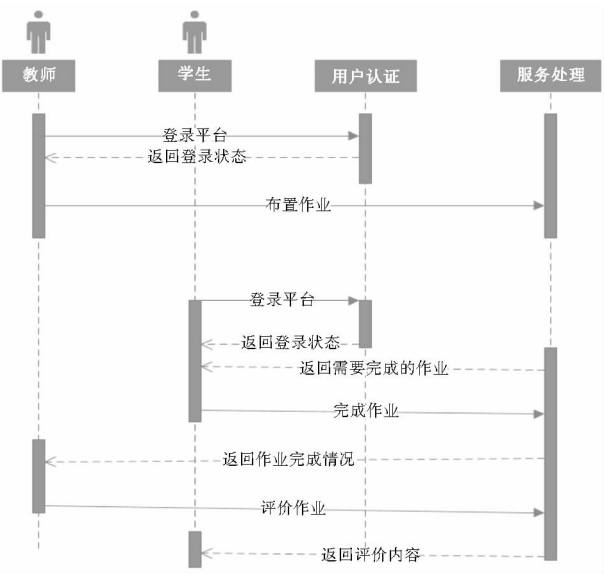 教师 学生 用户认证 服务处理
登录平台
返回登录状态
布置作业
登录平台
返回登录状态
返回需要完成的作业
完成作业
返回作业完成情况
评价作业
返回评价内容